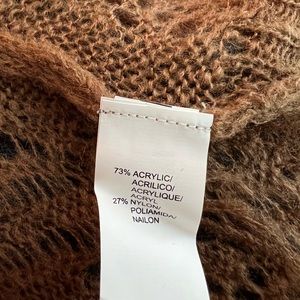 73% ACRYLIC/
ACRILICO/
ACRYLIQUE/
ACRYL
27% NYLON/
POLIAMIDA/
NAILON